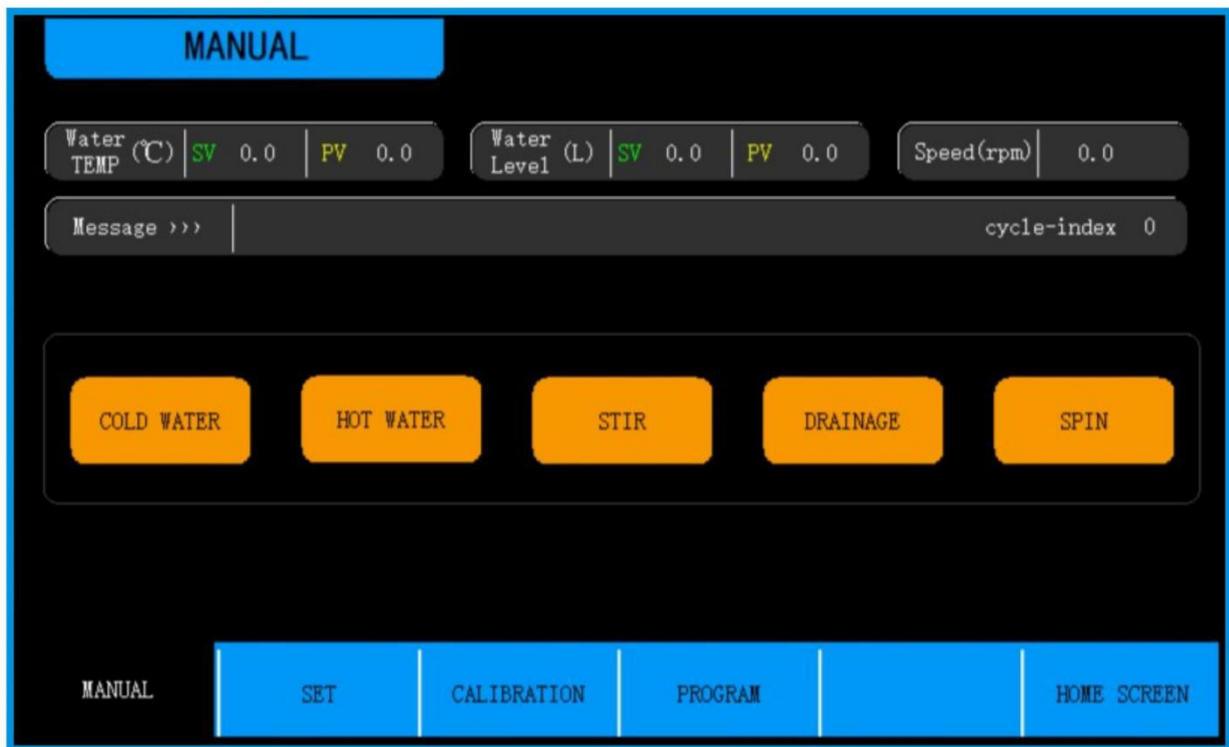 MANUAL
Water TEMP (℃) SV 0.0 PV 0.0
Water Level (L) SV 0.0 PV 0.0
Speed(rpm) 0.0
Message >>> cycle-index 0
COLD WATER
HOT WATER
STIR
DRAINAGE
SPIN
MANUAL
SET
CALIBRATION
PROGRAM
HOME SCREEN